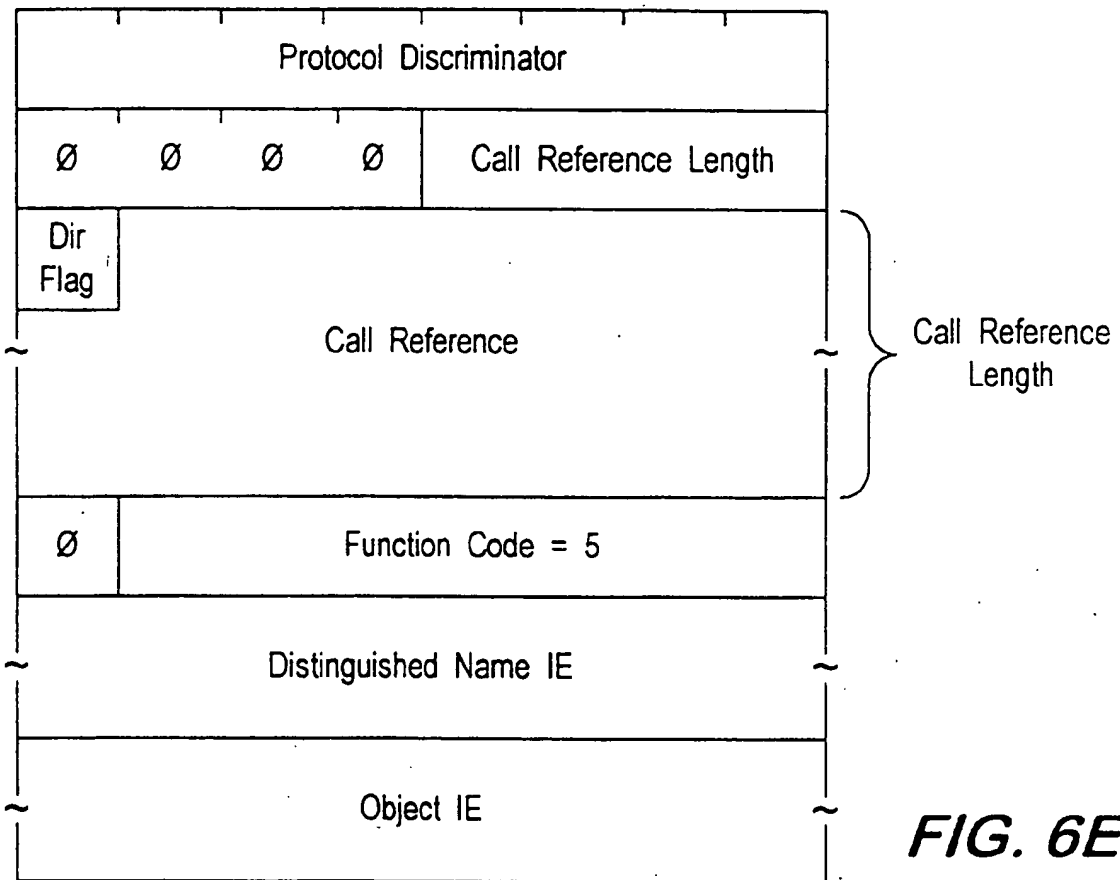 Protocol Discriminator
Ø Ø Ø Ø Call Reference Length
Dir
Flag
Call Reference
Call Reference
Length
Ø Function Code = 5
Distinguished Name IE
Object IE
FIG. 6E